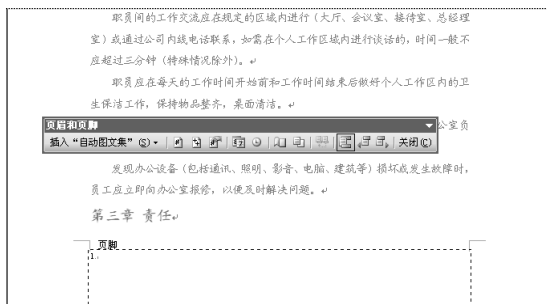 职员间的工作交流应在规定的区域内进行（大厅、会议室、接待室、总经理
室）或通过公司内线电话联系，如需在个人工作区域内进行谈话的，时间一般不
应超过三分钟（特殊情况除外）。
职员应在每天的工作时间开始前和工作时间结束后做好个人工作区内的卫
生保洁工作，保持物品整齐，桌面清洁。
页眉和页脚
公室负
插入“自动图文集”(S) 关闭(C)
发现办公设备（包括通讯、照明、影音、电脑、建筑等）损坏或发生故障时，
员工应立即向办公室报修，以便及时解决问题。
第三章 责任
页脚
1.